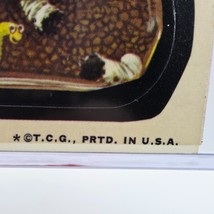 *©T.C.G., PRTD. IN U.S.A.